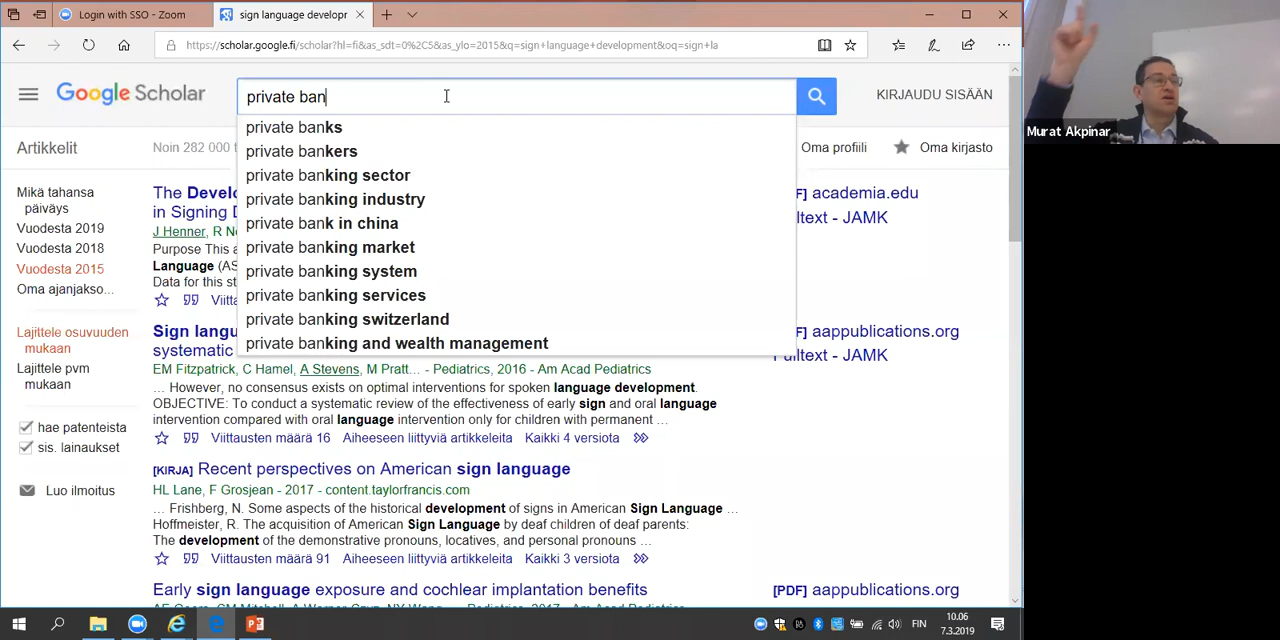 Login with SSO - Zoom
sign language developr
https://scholar.google.fi/scholar?hl=fi&as_sdt=0%2C5&as_ylo=2015&q=sign+language+development&oq=sign+la
Google Scholar
private ban
KIRJAUDU SISÄÄN
private banks
private bankers
private banking sector
private banking industry
private bank in china
private banking market
private banking system
private banking services
private banking switzerland
private banking and wealth management
Artikkelit
Noin 282 000
Oma profiili
Oma kirjasto
Mikä tahansa
päiväys
Vuodesta 2019
Vuodesta 2018
Vuodesta 2015
Oma ajanjakso...
Lajittele osuvuuden
mukaan
Lajittele pvm
mukaan
hae patenteista
sis. lainaukset
Luo ilmoitus
The Develo
in Signing D
J Henner, R N
Purpose This a
Language (AS
Data for this st
Viitta
F] academia.edu
lltext - JAMK
Sign langu
systematic
EM Fitzpatrick, C Hamel, A Stevens, M Pratt... - Pediatrics, 2016 - Am Acad Pediatrics
... However, no consensus exists on optimal interventions for spoken language development.
OBJECTIVE: To conduct a systematic review of the effectiveness of early sign and oral language
intervention compared with oral language intervention only for children with permanent ...
Viittausten määrä 16 Aiheeseen liittyviä artikkeleita Kaikki 4 versiota
F] aappublications.org
Fulltext - JAMK
[KIRJA] Recent perspectives on American sign language
HL Lane, F Grosjean - 2017 - content.taylorfrancis.com
... Frishberg, N. Some aspects of the historical development of signs in American Sign Language ...
Hoffmeister, R. The acquisition of American Sign Language by deaf children of deaf parents:
The development of the demonstrative pronouns, locatives, and personal pronouns ...
Viittausten määrä 91 Aiheeseen liittyviä artikkeleita Kaikki 3 versiota
Early sign language exposure and cochlear implantation benefits
[PDF] aappublications.org
Murat Akpinar
FIN
10.06
7.3.2019